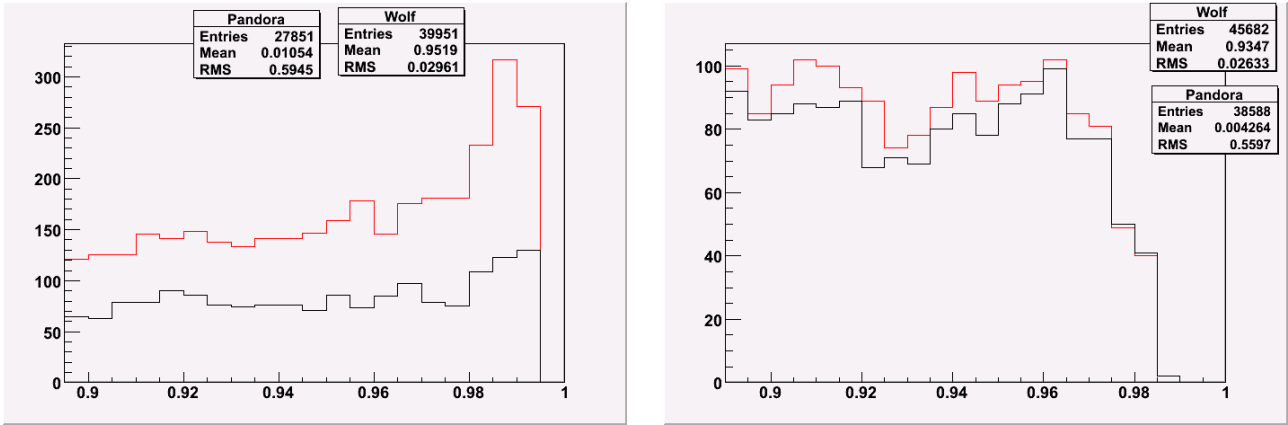 Pandora
Entries 27851
Mean 0.01054
RMS 0.5945
Wolf
Entries 39951
Mean 0.9519
RMS 0.02961
300
250
200
150
100
50
0
0.9 0.92 0.94 0.96 0.98 1
Wolf
Entries 45682
Mean 0.9347
RMS 0.02633
Pandora
Entries 38588
Mean 0.004264
RMS 0.5597
100
80
60
40
20
0
0.9 0.92 0.94 0.96 0.98 1